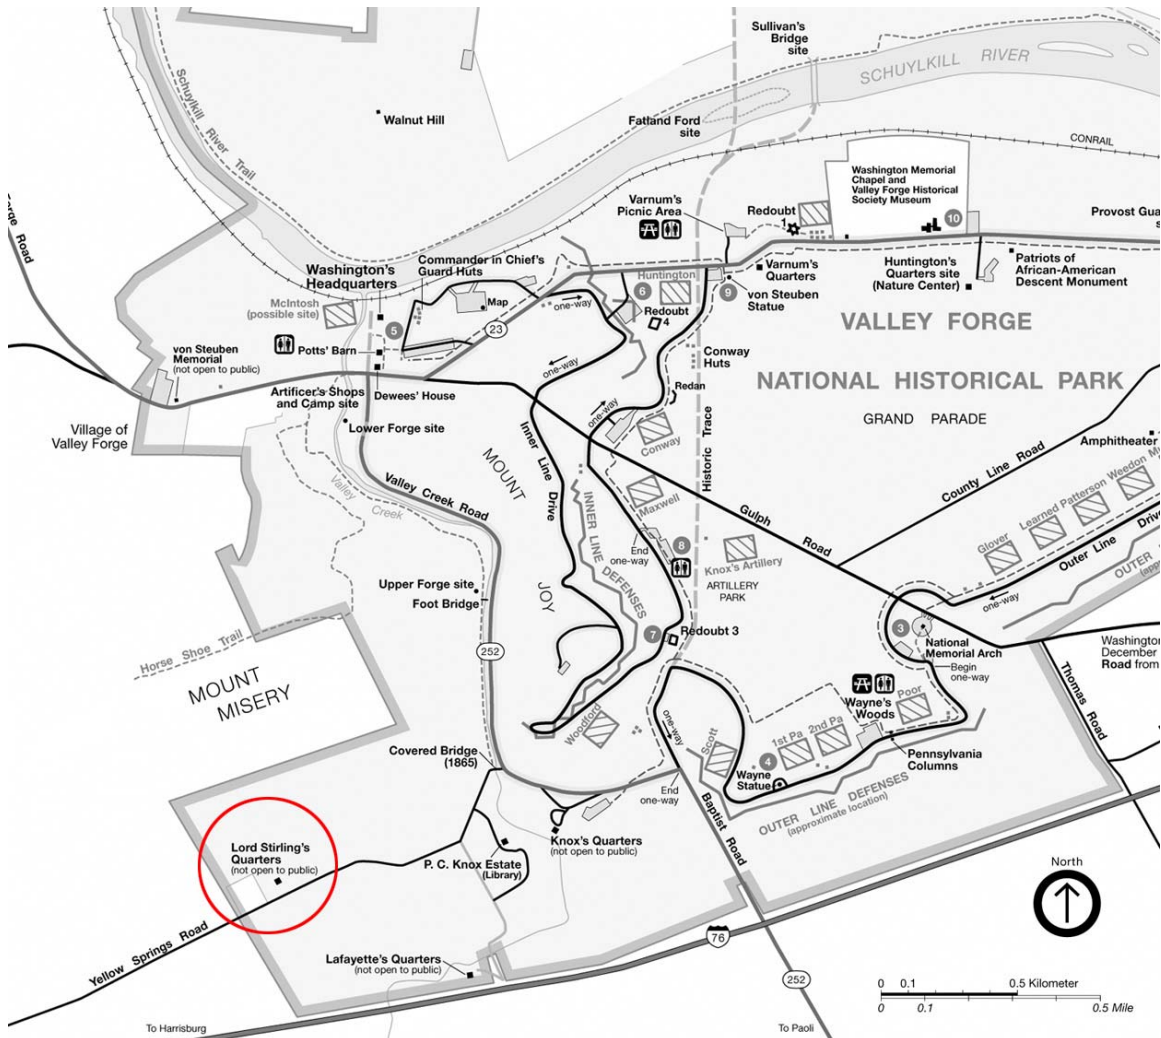 Sullivan's
Bridge
site
SCHUYLKILL RIVER
Schuylkill River Trail
Walnut Hill
Fatland Ford
site
CONRAIL
Washington Memorial
Chapel and
Valley Forge Historical
Society Museum
10
Varnum's
Picnic Area
Redoubt
1
Provost Gua
Forge Road
Washington's
Headquarters
Commander in Chief's
Guard Huts
Map
McIntosh
(possible site)
5
23
one-way
Huntington
6
Redoubt
4
9
Varnum's
Quarters
von Steuben
Statue
Huntington's
Quarters site
(Nature Center)
Patriots of
African-American
Descent Monument
VALLEY FORGE
NATIONAL HISTORICAL PARK
GRAND PARADE
von Steuben
Memorial
(not open to public)
Potts' Barn
Dewees' House
Artificer's Shops
and Camp site
Lower Forge site
Village of
Valley Forge
one-way
Conway
Huts
Redan
one-way
Conway
Historic Trace
County Line Road
Amphitheater
MOUNT
JOY
Inner Line Drive
Valley Creek Road
Valley
Creek
INNER LINE
DEFENSES
Maxwell
Gulph Road
Glover
Learned
Patterson
Weedon
Mu
Outer Line Drive
OUTER LINE
(appro
End
one-way
8
Knox's Artillery
ARTILLERY
PARK
Upper Forge site
Foot Bridge
252
7
Redoubt 3
3
one-way
National
Memorial Arch
Begin
one-way
Washington
December
Road from
Thomas Road
Horse Shoe Trail
MOUNT
MISERY
Woodford
one-way
Wayne's
Woods
Poor
Scott
4
1st Pa
2nd Pa
Wayne
Statue
Pennsylvania
Columns
OUTER LINE DEFENSES
(approximate location)
Covered Bridge
(1865)
End
one-way
Baptist Road
Lord Stirling's
Quarters
(not open to public)
P. C. Knox Estate
(Library)
Knox's Quarters
(not open to public)
North
Yellow Springs Road
Lafayette's Quarters
(not open to public)
76
252
0 0.1 0.5 Kilometer
0 0.1 0.5 Mile
To Harrisburg
To Paoli